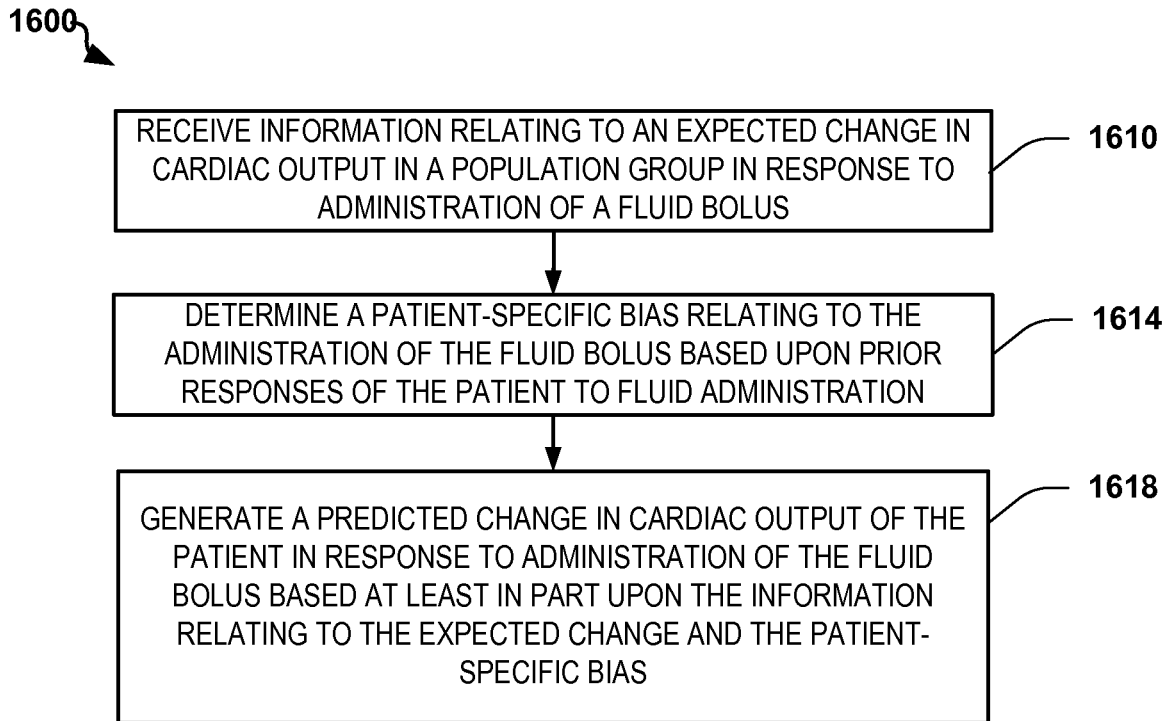 1600
RECEIVE INFORMATION RELATING TO AN EXPECTED CHANGE IN
CARDIAC OUTPUT IN A POPULATION GROUP IN RESPONSE TO
ADMINISTRATION OF A FLUID BOLUS
1610
DETERMINE A PATIENT-SPECIFIC BIAS RELATING TO THE
ADMINISTRATION OF THE FLUID BOLUS BASED UPON PRIOR
RESPONSES OF THE PATIENT TO FLUID ADMINISTRATION
1614
GENERATE A PREDICTED CHANGE IN CARDIAC OUTPUT OF THE
PATIENT IN RESPONSE TO ADMINISTRATION OF THE FLUID
BOLUS BASED AT LEAST IN PART UPON THE INFORMATION
RELATING TO THE EXPECTED CHANGE AND THE PATIENT-
SPECIFIC BIAS
1618